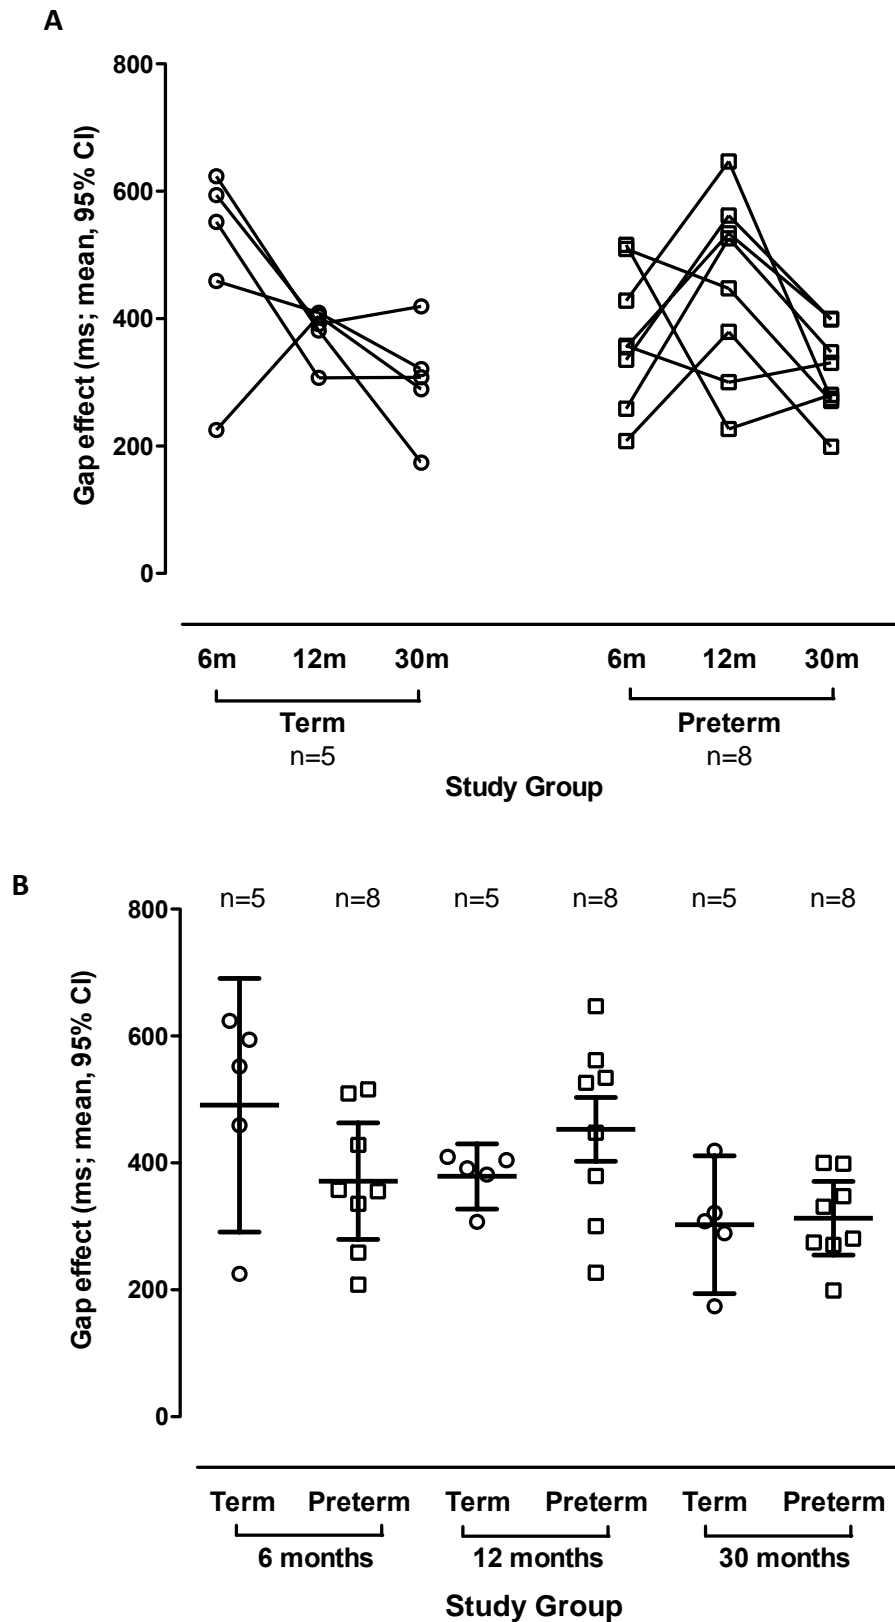 A
Gap effect (ms; mean, 95% CI)
800
600
400
200
0
6m 12m 30m 6m 12m 30m
Term Preterm
n=5 n=8
Study Group
B
n=5 n=8 n=5 n=8 n=5 n=8
Gap effect (ms; mean, 95% CI)
800
600
400
200
0
Term Preterm Term Preterm Term Preterm
6 months 12 months 30 months
Study Group